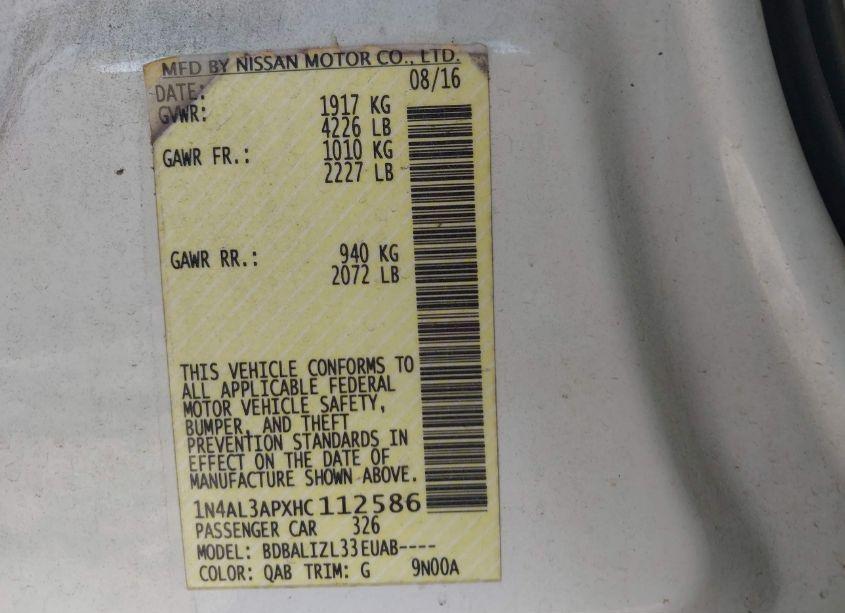 MFD BY NISSAN MOTOR CO., LTD.
DATE: 08/16
GVWR: 1917 KG
4226 LB
GAWR FR.: 1010 KG
2227 LB
GAWR RR.: 940 KG
2072 LB
THIS VEHICLE CONFORMS TO
ALL APPLICABLE FEDERAL
MOTOR VEHICLE SAFETY,
BUMPER, AND THEFT
PREVENTION STANDARDS IN
EFFECT ON THE DATE OF
MANUFACTURE SHOWN ABOVE.
1N4AL3APXHC112586
PASSENGER CAR 326
MODEL: BDBALIZL33EUAB----
COLOR: QAB TRIM: G 9N00A